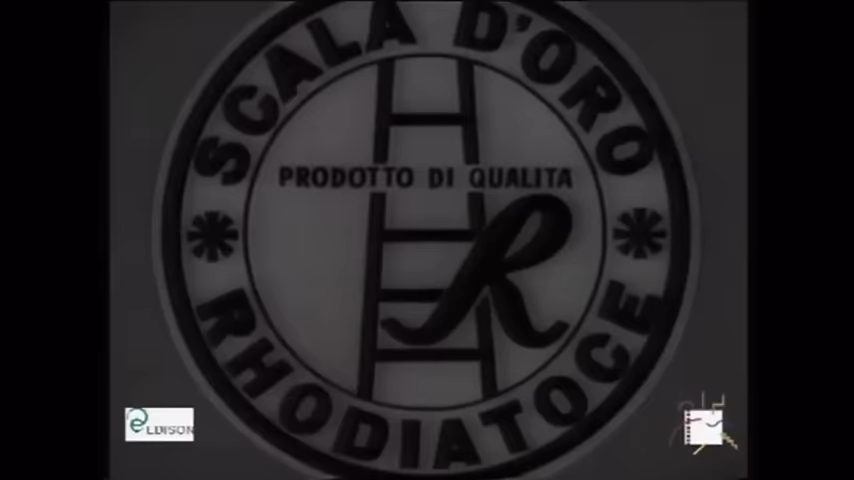 SCALA D'ORO
PRODOTTO DI QUALITA
R
RHODIATOCE
EDISON